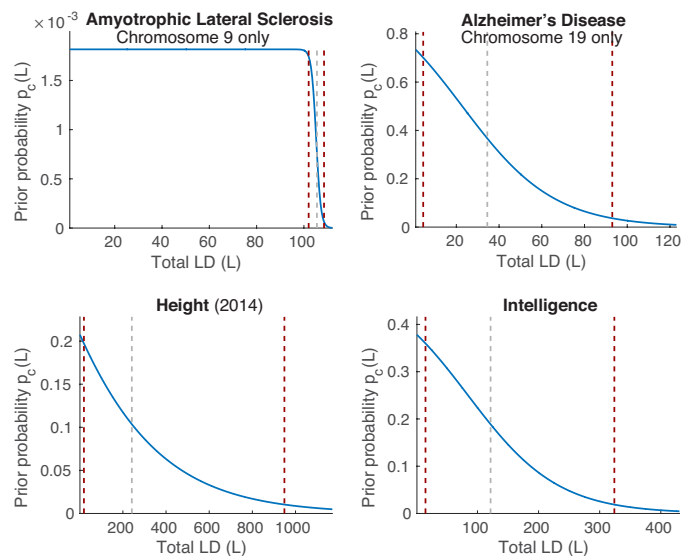 Amyotrophic Lateral Sclerosis
× 10^-3
Chromosome 9 only
Prior probability p_c(L)
1.5
1
0.5
0
20 40 60 80 100
Total LD (L)
Alzheimer's Disease
Chromosome 19 only
Prior probability p_c(L)
0.8
0.6
0.4
0.2
0
20 40 60 80 100 120
Total LD (L)
Height (2014)
Prior probability p_c(L)
0.2
0.15
0.1
0.05
0
200 400 600 800 1000
Total LD (L)
Intelligence
Prior probability p_c(L)
0.4
0.3
0.2
0.1
0
100 200 300 400
Total LD (L)